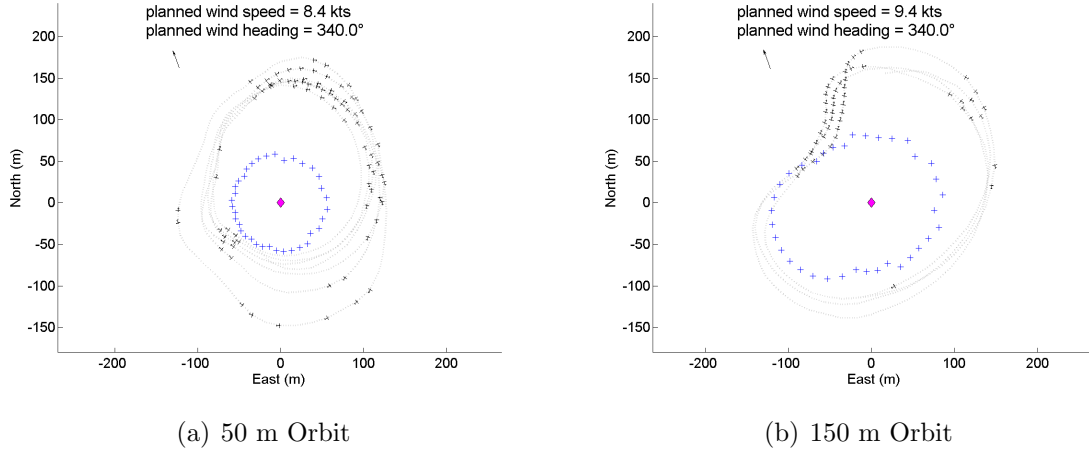 planned wind speed = 8.4 kts
planned wind heading = 340.0°
200
150
100
50
0
-50
-100
-150
North (m)
-200
-100
0
100
200
East (m)
(a) 50 m Orbit
planned wind speed = 9.4 kts
planned wind heading = 340.0°
200
150
100
50
0
-50
-100
-150
North (m)
-200
-100
0
100
200
East (m)
(b) 150 m Orbit